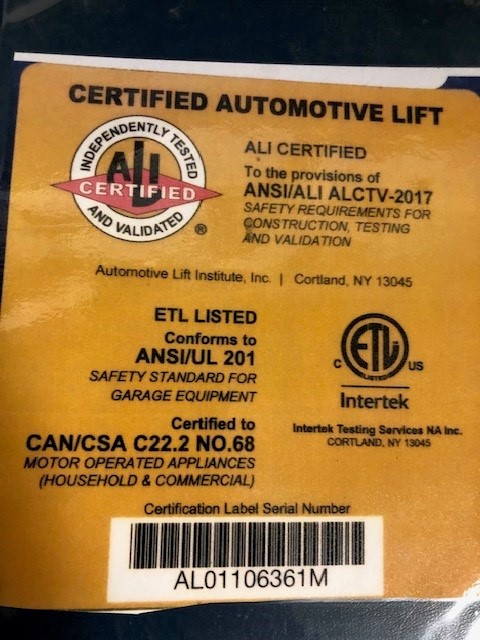 CERTIFIED AUTOMOTIVE LIFT
INDEPENDENTLY TESTED
ALI
CERTIFIED
AND VALIDATED
®
ALI CERTIFIED
To the provisions of
ANSI/ALI ALCTV-2017
SAFETY REQUIREMENTS FOR
CONSTRUCTION, TESTING
AND VALIDATION
Automotive Lift Institute, Inc. | Cortland, NY 13045
ETL LISTED
Conforms to
ANSI/UL 201
SAFETY STANDARD FOR
GARAGE EQUIPMENT
Certified to
CAN/CSA C22.2 NO.68
MOTOR OPERATED APPLIANCES
(HOUSEHOLD & COMMERCIAL)
ETL
LISTED
C US
Intertek
Intertek Testing Services NA Inc.
CORTLAND, NY 13045
Certification Label Serial Number
AL01106361M